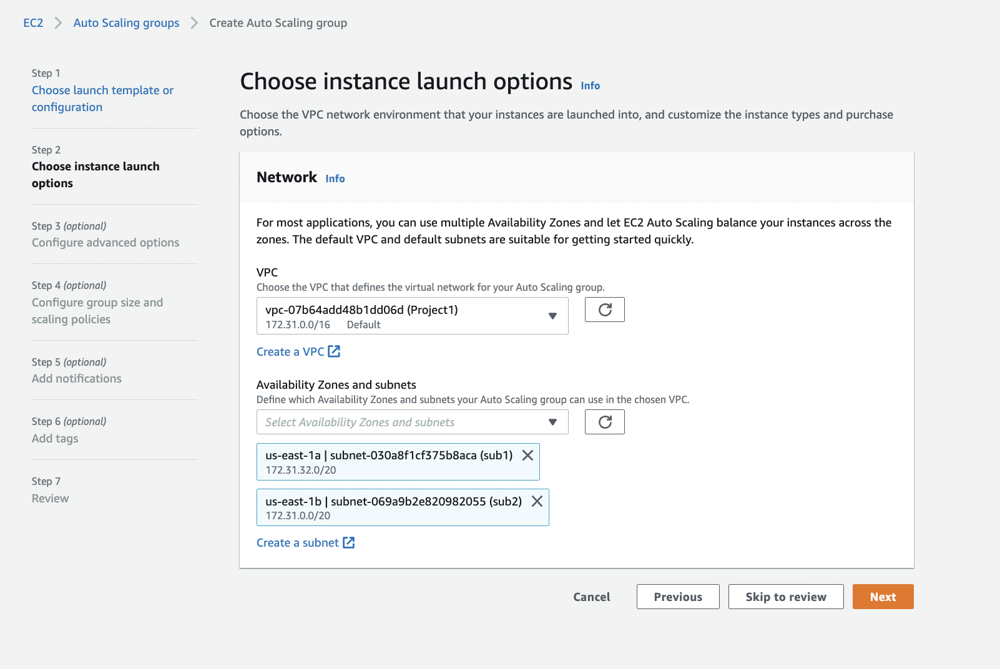 EC2 Auto Scaling groups Create Auto Scaling group
Step 1
Choose launch template or
configuration
Step 2
Choose instance launch
options
Step 3 (optional)
Configure advanced options
Step 4 (optional)
Configure group size and
scaling policies
Step 5 (optional)
Add notifications
Step 6 (optional)
Add tags
Step 7
Review
Choose instance launch options Info
Choose the VPC network environment that your instances are launched into, and customize the instance types and purchase
options.
Network Info
For most applications, you can use multiple Availability Zones and let EC2 Auto Scaling balance your instances across the
zones. The default VPC and default subnets are suitable for getting started quickly.
VPC
Choose the VPC that defines the virtual network for your Auto Scaling group.
vpc-07b64add48b1dd06d (Project1)
172.31.0.0/16 Default
Create a VPC
Availability Zones and subnets
Define which Availability Zones and subnets your Auto Scaling group can use in the chosen VPC.
Select Availability Zones and subnets
us-east-1a | subnet-030a8f1cf375b8aca (sub1)
172.31.32.0/20
us-east-1b | subnet-069a9b2e820982055 (sub2)
172.31.0.0/20
Create a subnet
Cancel Previous Skip to review Next